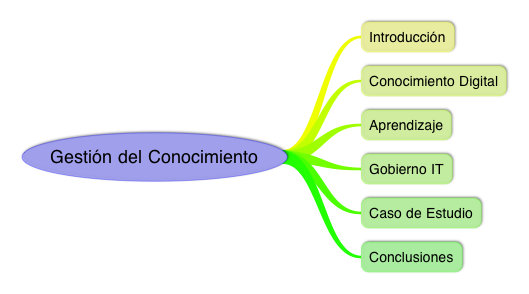 Gestión del Conocimiento
Introducción
Conocimiento Digital
Aprendizaje
Gobierno IT
Caso de Estudio
Conclusiones